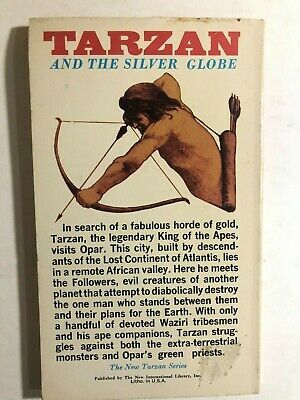 TARZAN
AND THE SILVER GLOBE
In search of a fabulous horde of gold,
Tarzan, the legendary King of the Apes,
visits Opar. This city, built by descend-
ants of the Lost Continent of Atlantis, lies
in a remote African valley. Here he meets
the Followers, evil creatures of another
planet that attempt to diabolically destroy
the one man who stands between them
and their plans for the Earth. With only
a handful of devoted Waziri tribesmen
and his ape companions, Tarzan strug-
gles against both the extra-terrestrial
monsters and Opar's green priests.
The New Tarzan Series
Published by The New International Library, Inc.
Litho. in U.S.A.